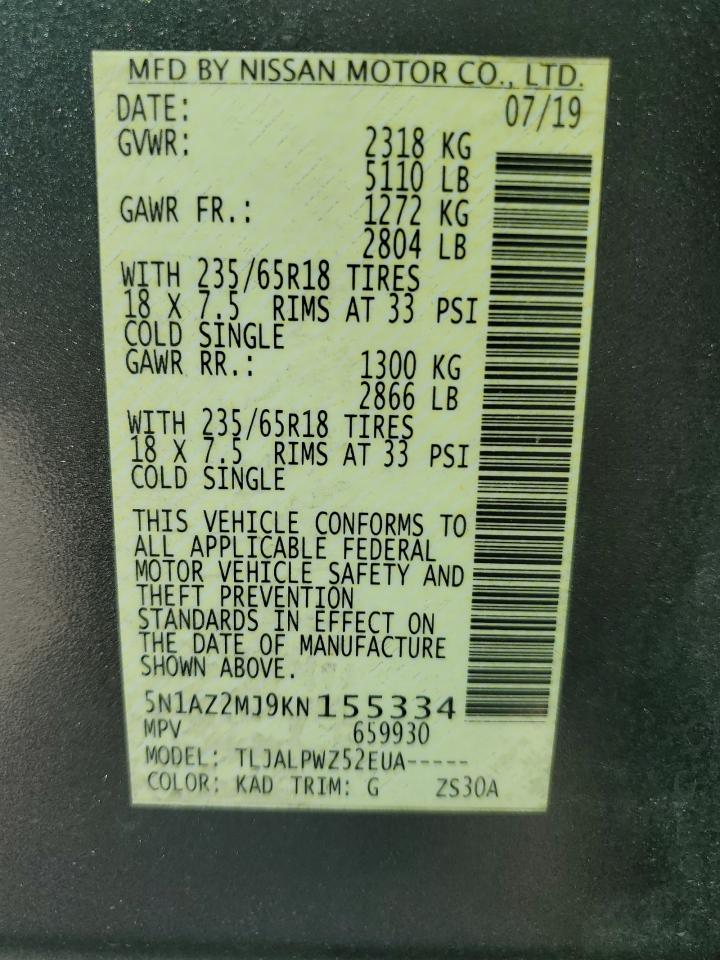 MFD BY NISSAN MOTOR CO., LTD.
DATE: 07/19
GVWR: 2318 KG
5110 LB
GAWR FR.: 1272 KG
2804 LB
WITH 235/65R18 TIRES
18 X 7.5 RIMS AT 33 PSI
COLD SINGLE
GAWR RR.: 1300 KG
2866 LB
WITH 235/65R18 TIRES
18 X 7.5 RIMS AT 33 PSI
COLD SINGLE
THIS VEHICLE CONFORMS TO
ALL APPLICABLE FEDERAL
MOTOR VEHICLE SAFETY AND
THEFT PREVENTION
STANDARDS IN EFFECT ON
THE DATE OF MANUFACTURE
SHOWN ABOVE.
5N1AZ2MJ9KN155334
MPV 659930
MODEL: TLJALPWZ52EUA-----
COLOR: KAD TRIM: G ZS30A